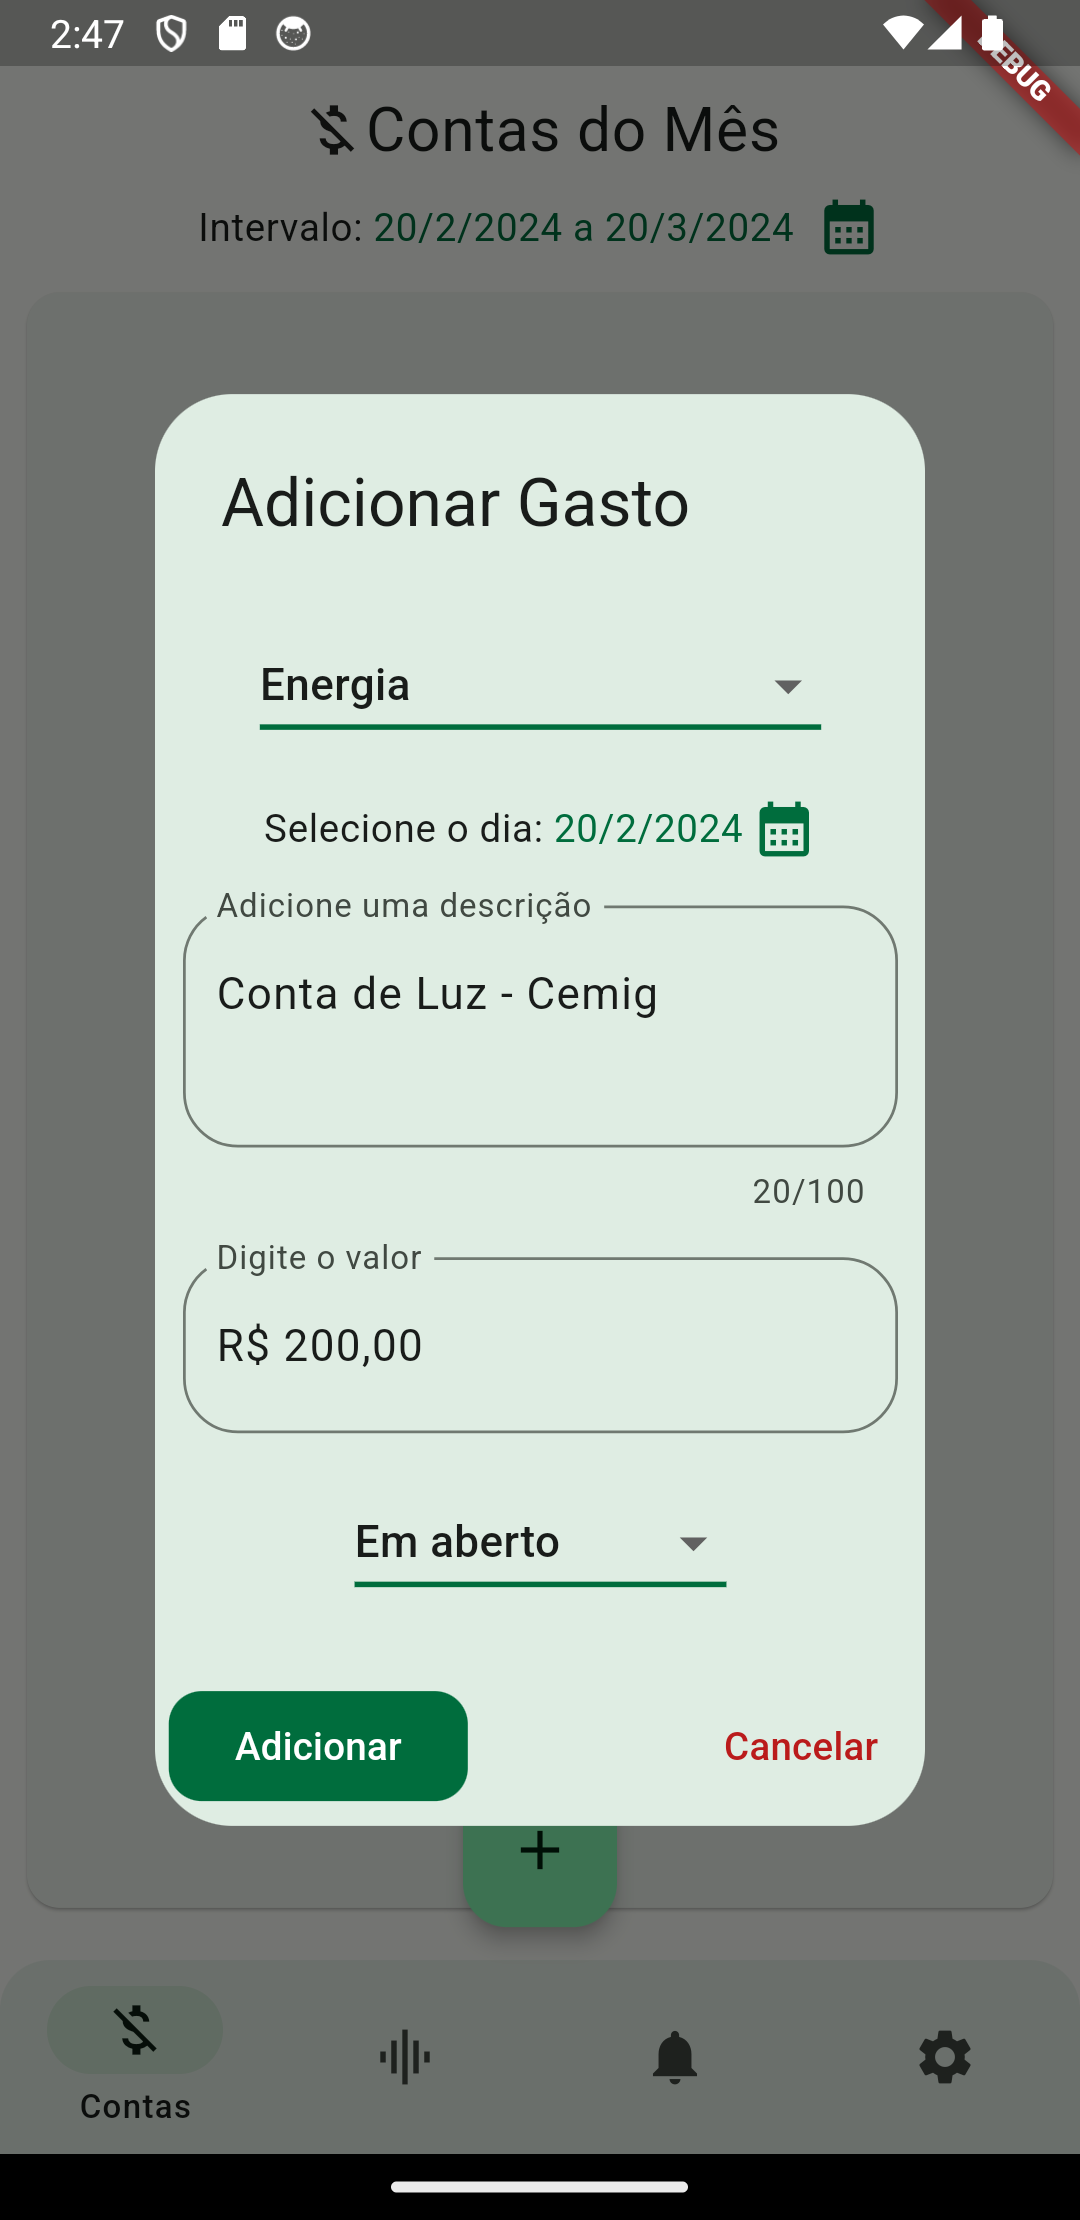 2:47
DEBUG
Contas do Mês
Intervalo: 20/2/2024 a 20/3/2024
Adicionar Gasto
Energia
Selecione o dia: 20/2/2024
Adicione uma descrição
Conta de Luz - Cemig
20/100
Digite o valor
R$ 200,00
Em aberto
Adicionar
Cancelar
+
Contas